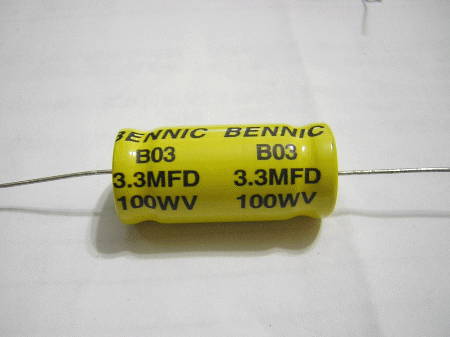 BENNIC BENNIC
B03 B03
3.3MFD 3.3MFD
100WV 100WV